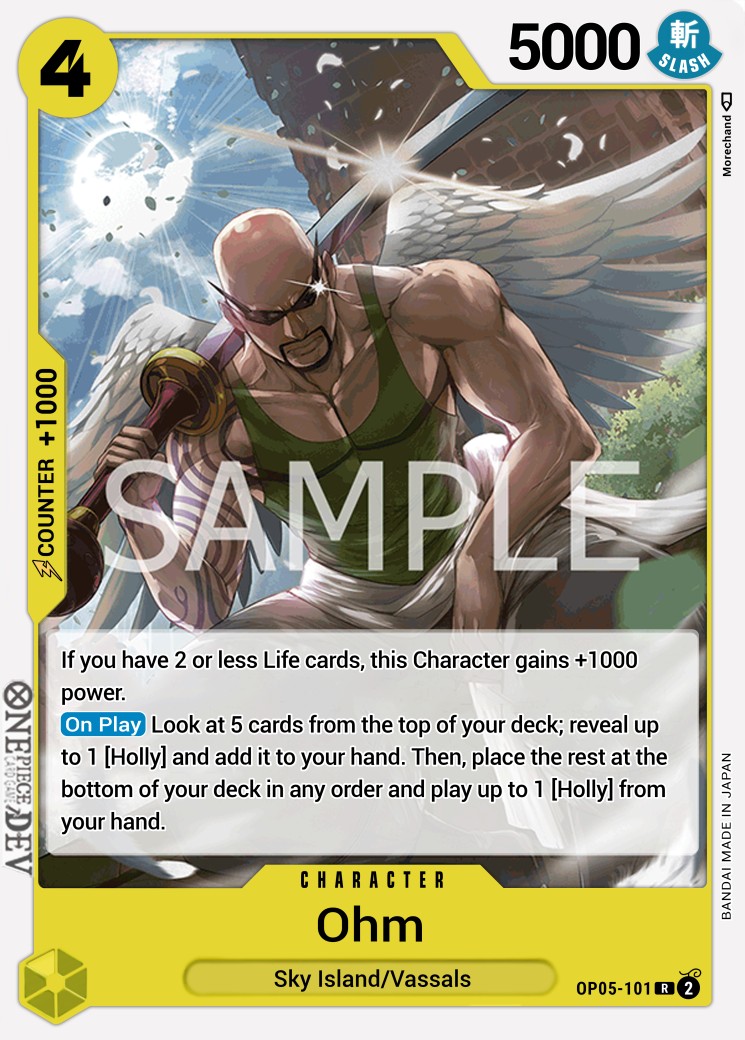 4
5000
斬
SLASH
Morechand
COUNTER +1000
SAMPLE
If you have 2 or less Life cards, this Character gains +1000
power.
On Play Look at 5 cards from the top of your deck; reveal up
to 1 [Holly] and add it to your hand. Then, place the rest at the
bottom of your deck in any order and play up to 1 [Holly] from
your hand.
ONE PIECE
CARD GAME
.DEV
BANDAI MADE IN JAPAN
CHARACTER
Ohm
Sky Island/Vassals
OP05-101 R 2